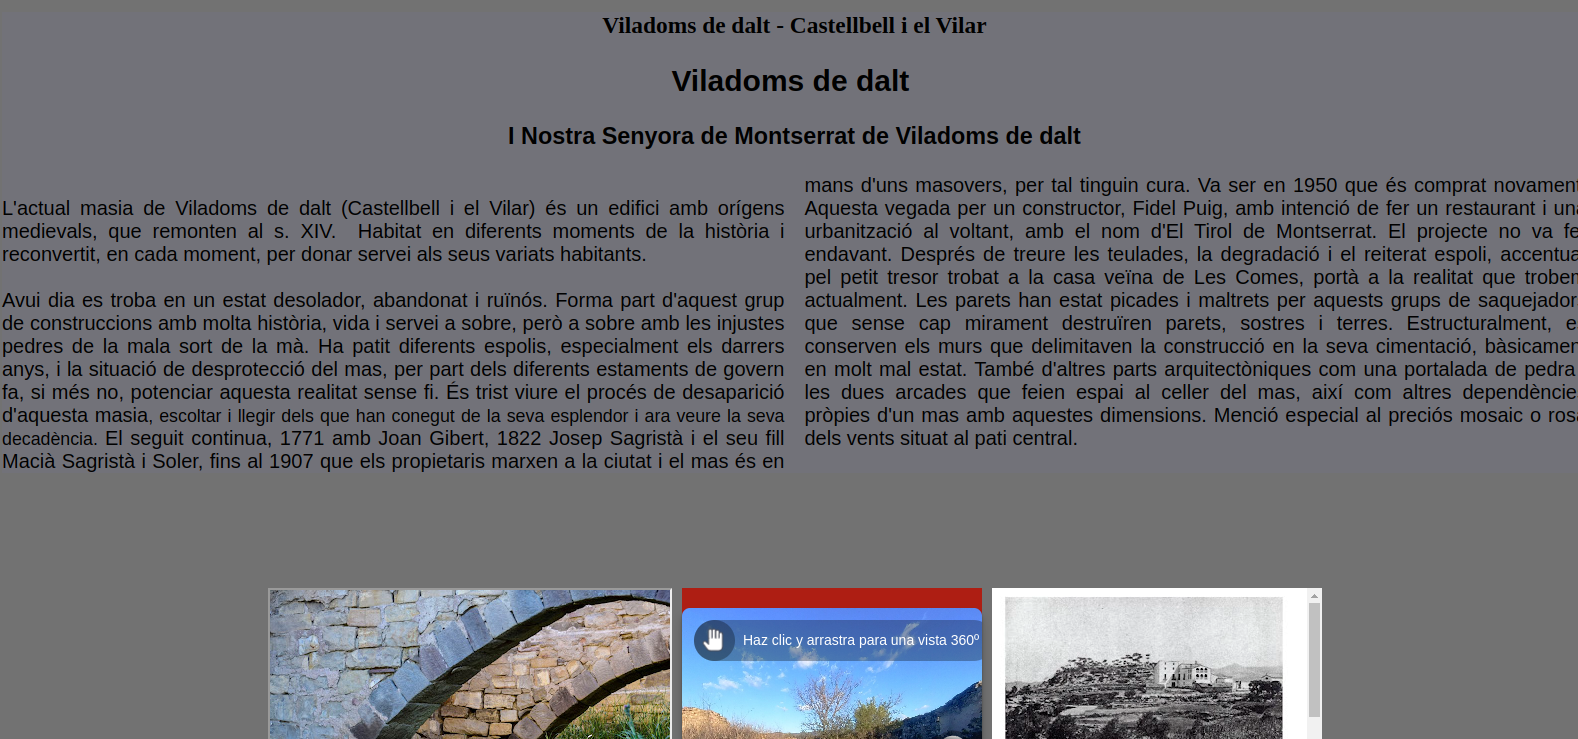 Viladoms de dalt - Castellbell i el Vilar
Viladoms de dalt
I Nostra Senyora de Montserrat de Viladoms de dalt
L'actual masia de Viladoms de dalt (Castellbell i el Vilar) és un edifici amb orígens
medievals, que remonten al s. XIV. Habitat en diferents moments de la història i
reconvertit, en cada moment, per donar servei als seus variats habitants.
Avui dia es troba en un estat desolador, abandonat i ruïnós. Forma part d'aquest grup
de construccions amb molta història, vida i servei a sobre, però a sobre amb les injustes
pedres de la mala sort de la mà. Ha patit diferents espolis, especialment els darrers
anys, i la situació de desprotecció del mas, per part dels diferents estaments de govern
fa, si més no, potenciar aquesta realitat sense fi. És trist viure el procés de desaparició
d'aquesta masia, escoltar i llegir dels que han conegut de la seva esplendor i ara veure la seva
decadència. El seguit continua, 1771 amb Joan Gibert, 1822 Josep Sagristà i el seu fill
Macià Sagristà i Soler, fins al 1907 que els propietaris marxen a la ciutat i el mas és en
mans d'uns masovers, per tal tinguin cura. Va ser en 1950 que és comprat novament
Aquesta vegada per un constructor, Fidel Puig, amb intenció de fer un restaurant i una
urbanització al voltant, amb el nom d'El Tirol de Montserrat. El projecte no va fe
endavant. Després de treure les teulades, la degradació i el reiterat espoli, accentua
pel petit tresor trobat a la casa veïna de Les Comes, portà a la realitat que trobem
actualment. Les parets han estat picades i maltrets per aquests grups de saquejador
que sense cap mirament destruïren parets, sostres i terres. Estructuralment, e
conserven els murs que delimitaven la construcció en la seva cimentació, bàsicamen
en molt mal estat. També d'altres parts arquitectòniques com una portalada de pedra
les dues arcades que feien espai al celler del mas, així com altres dependècie
pròpies d'un mas amb aquestes dimensions. Menció especial al preciós mosaic o rosa
dels vents situat al pati central.
Haz clic y arrastra para una vista 360º